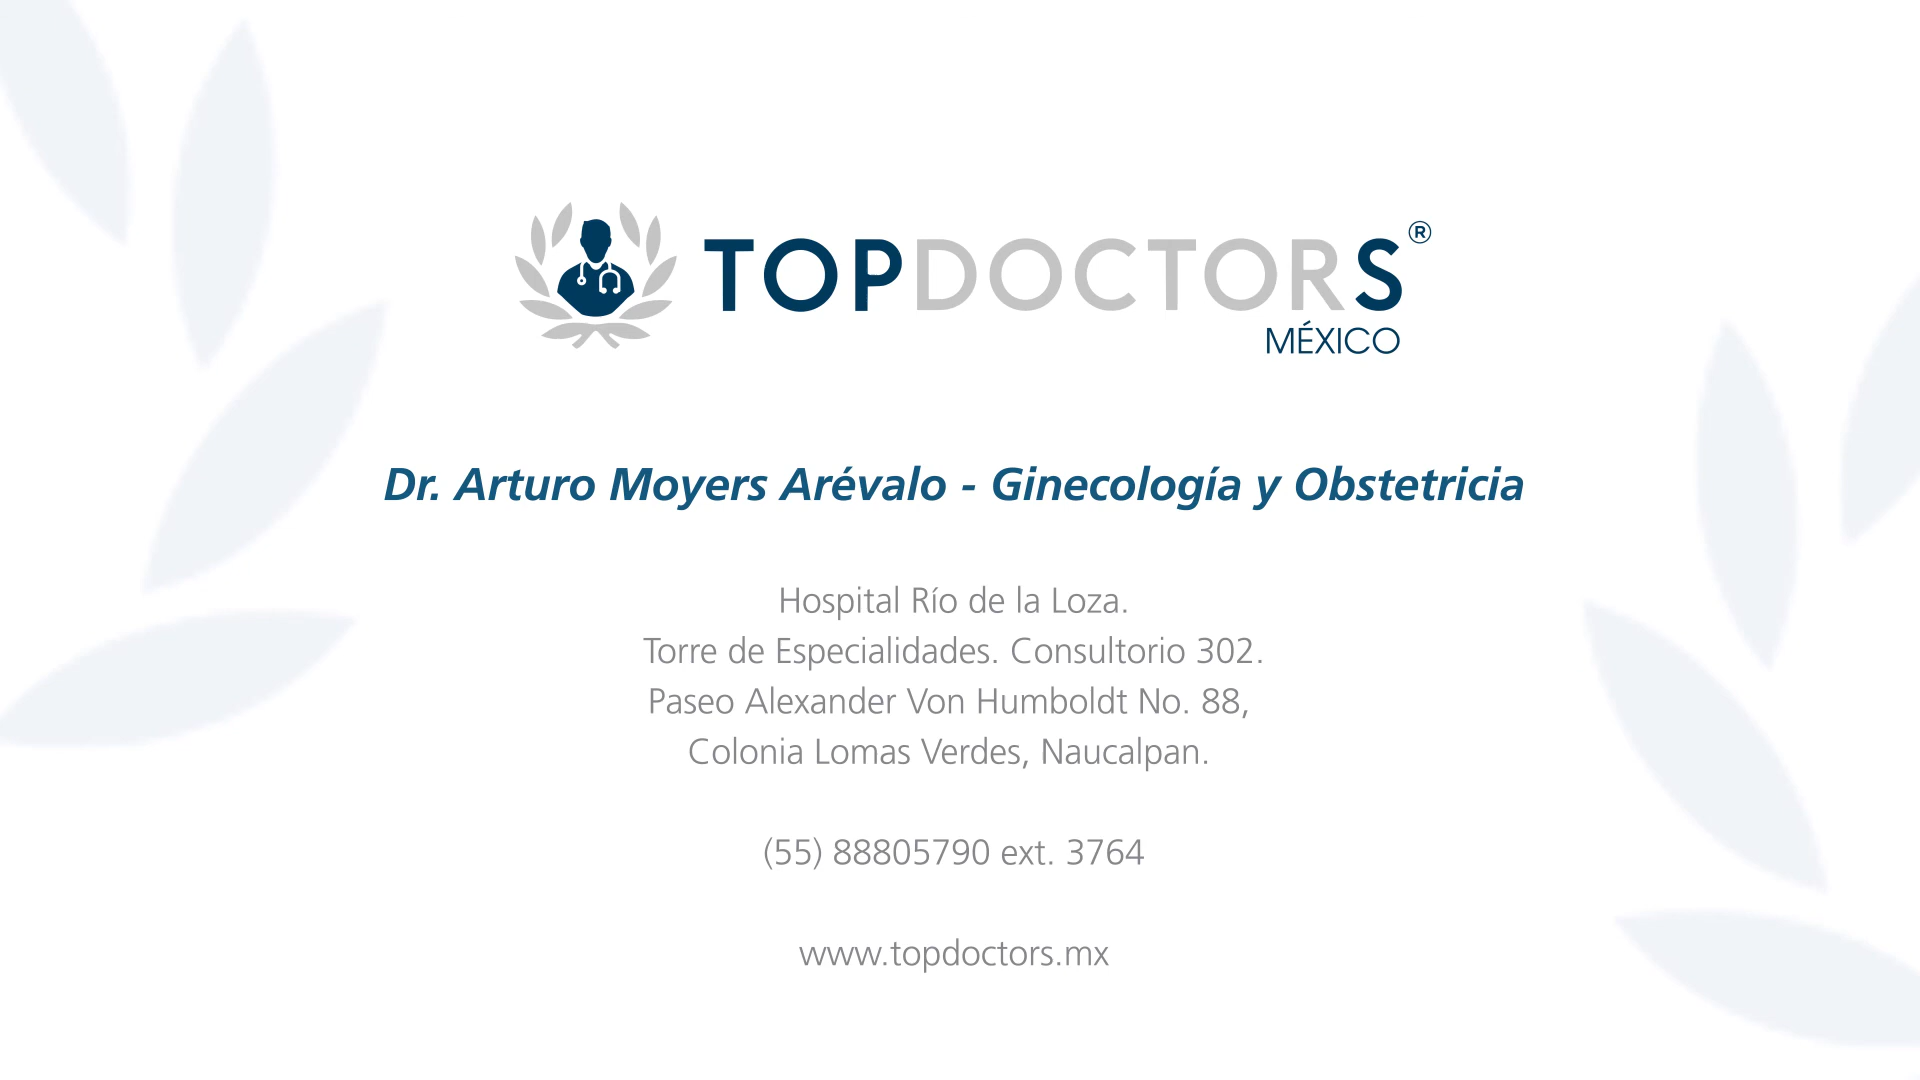 TOPDOCTORS®
MÉXICO
Dr. Arturo Moyers Arévalo - Ginecología y Obstetricia
Hospital Río de la Loza.
Torre de Especialidades. Consultorio 302.
Paseo Alexander Von Humboldt No. 88,
Colonia Lomas Verdes, Naucalpan.
(55) 88805790 ext. 3764
www.topdoctors.mx